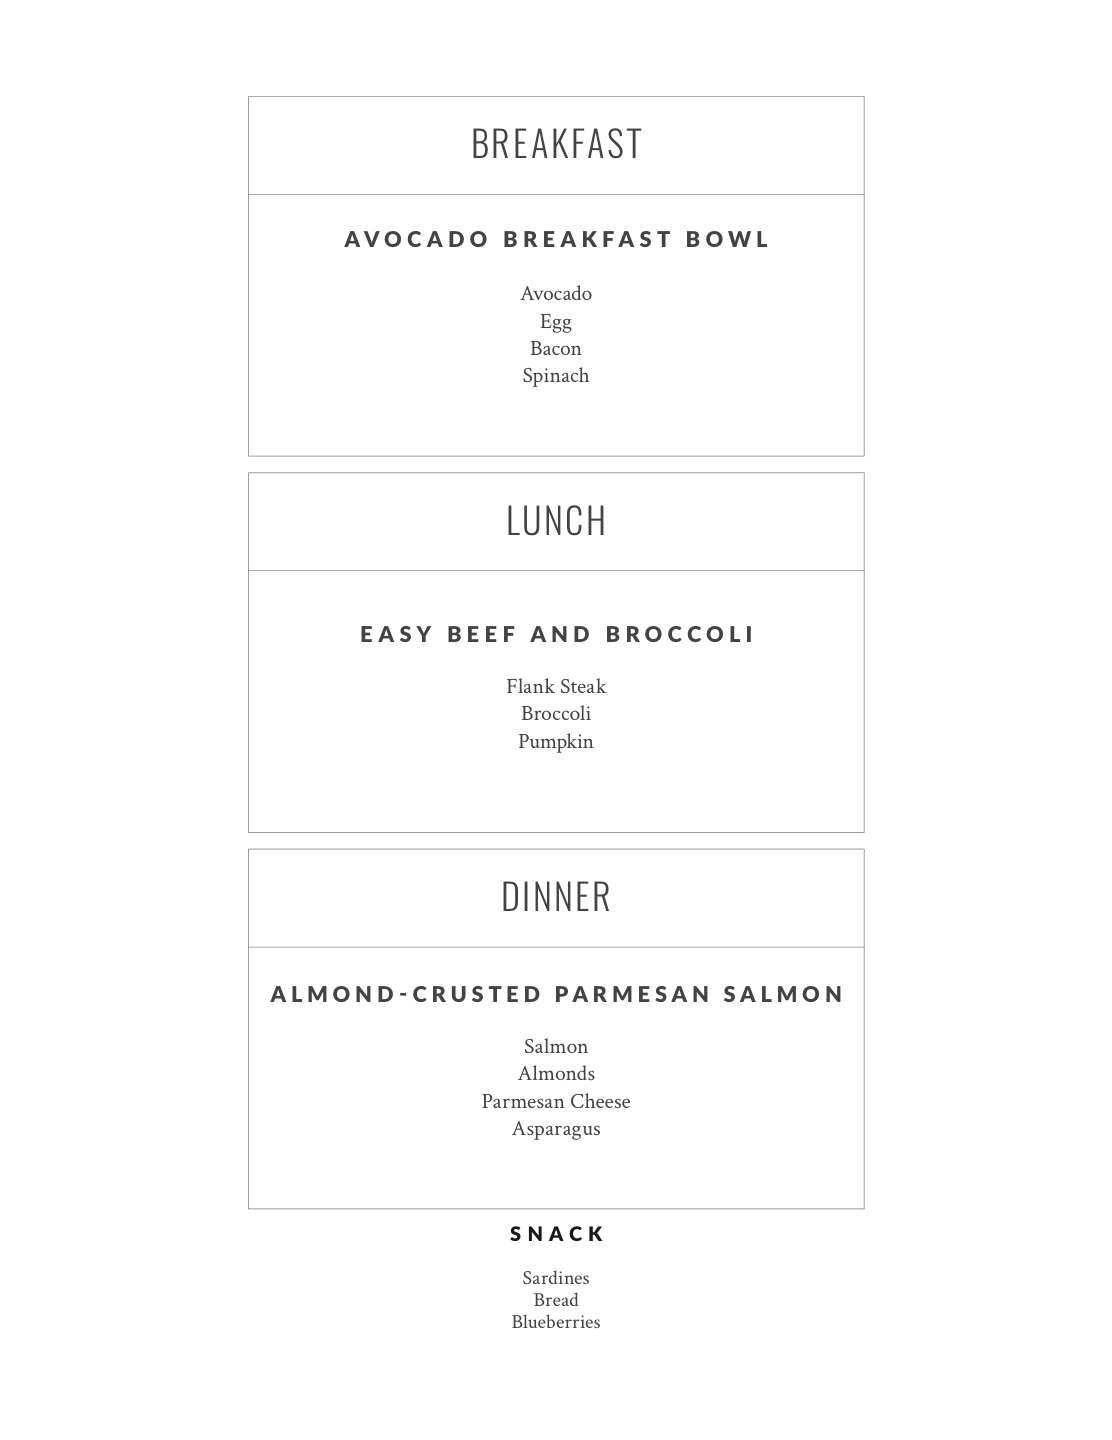 BREAKFAST
AVOCADO BREAKFAST BOWL
Avocado
Egg
Bacon
Spinach
LUNCH
EASY BEEF AND BROCCOLI
Flank Steak
Broccoli
Pumpkin
DINNER
ALMOND-CRUSTED PARMESAN SALMON
Salmon
Almonds
Parmesan Cheese
Asparagus
SNACK
Sardines
Bread
Blueberries